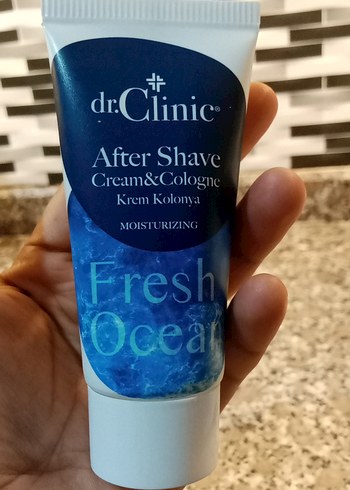 dr.Clinic®
After Shave
Cream&Cologne
Krem Kolonya
MOISTURIZING
Fresh
Ocean